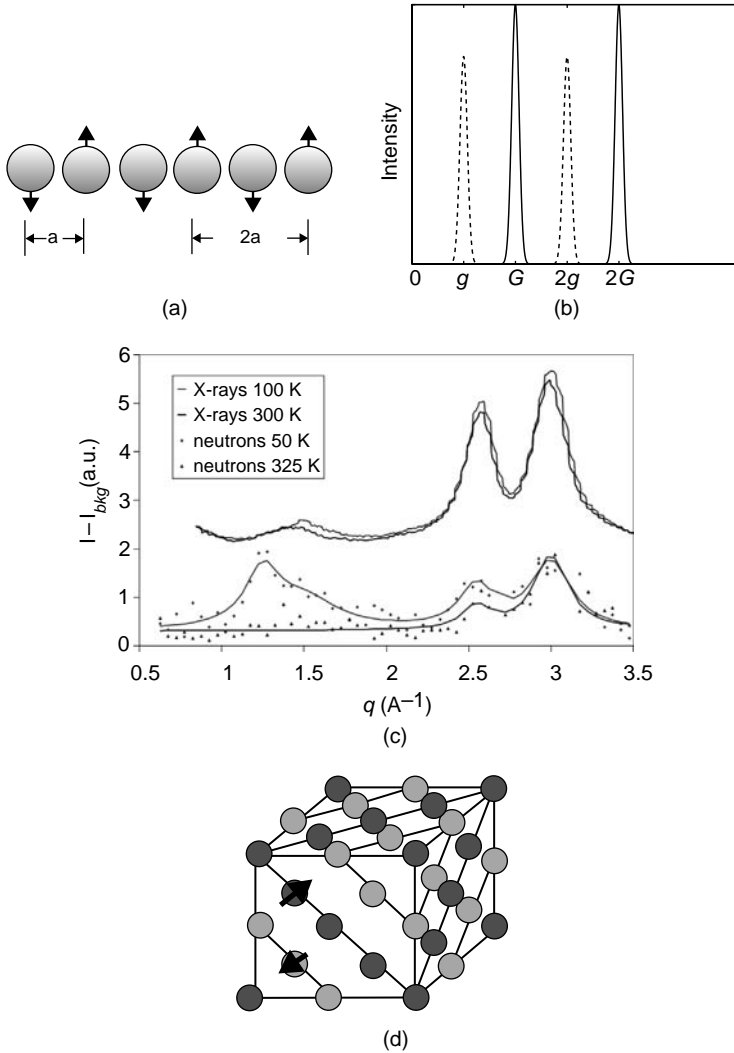 a
2a
(a)
Intensity
0 g G 2g 2G
(b)
6
5
4
3
2
1
0
I – I_bkg (a.u.)
X-rays 100 K
X-rays 300 K
neutrons 50 K
neutrons 325 K
0.5 1 1.5 2 2.5 3 3.5
q (A⁻¹)
(c)
(d)